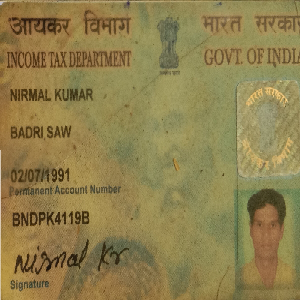 आयकर विभाग भारत सरकार
INCOME TAX DEPARTMENT GOVT. OF INDIA
NIRMAL KUMAR
BADRI SAW
02/07/1991
Permanent Account Number
BNDPK4119B
Nirmal Kr
Signature